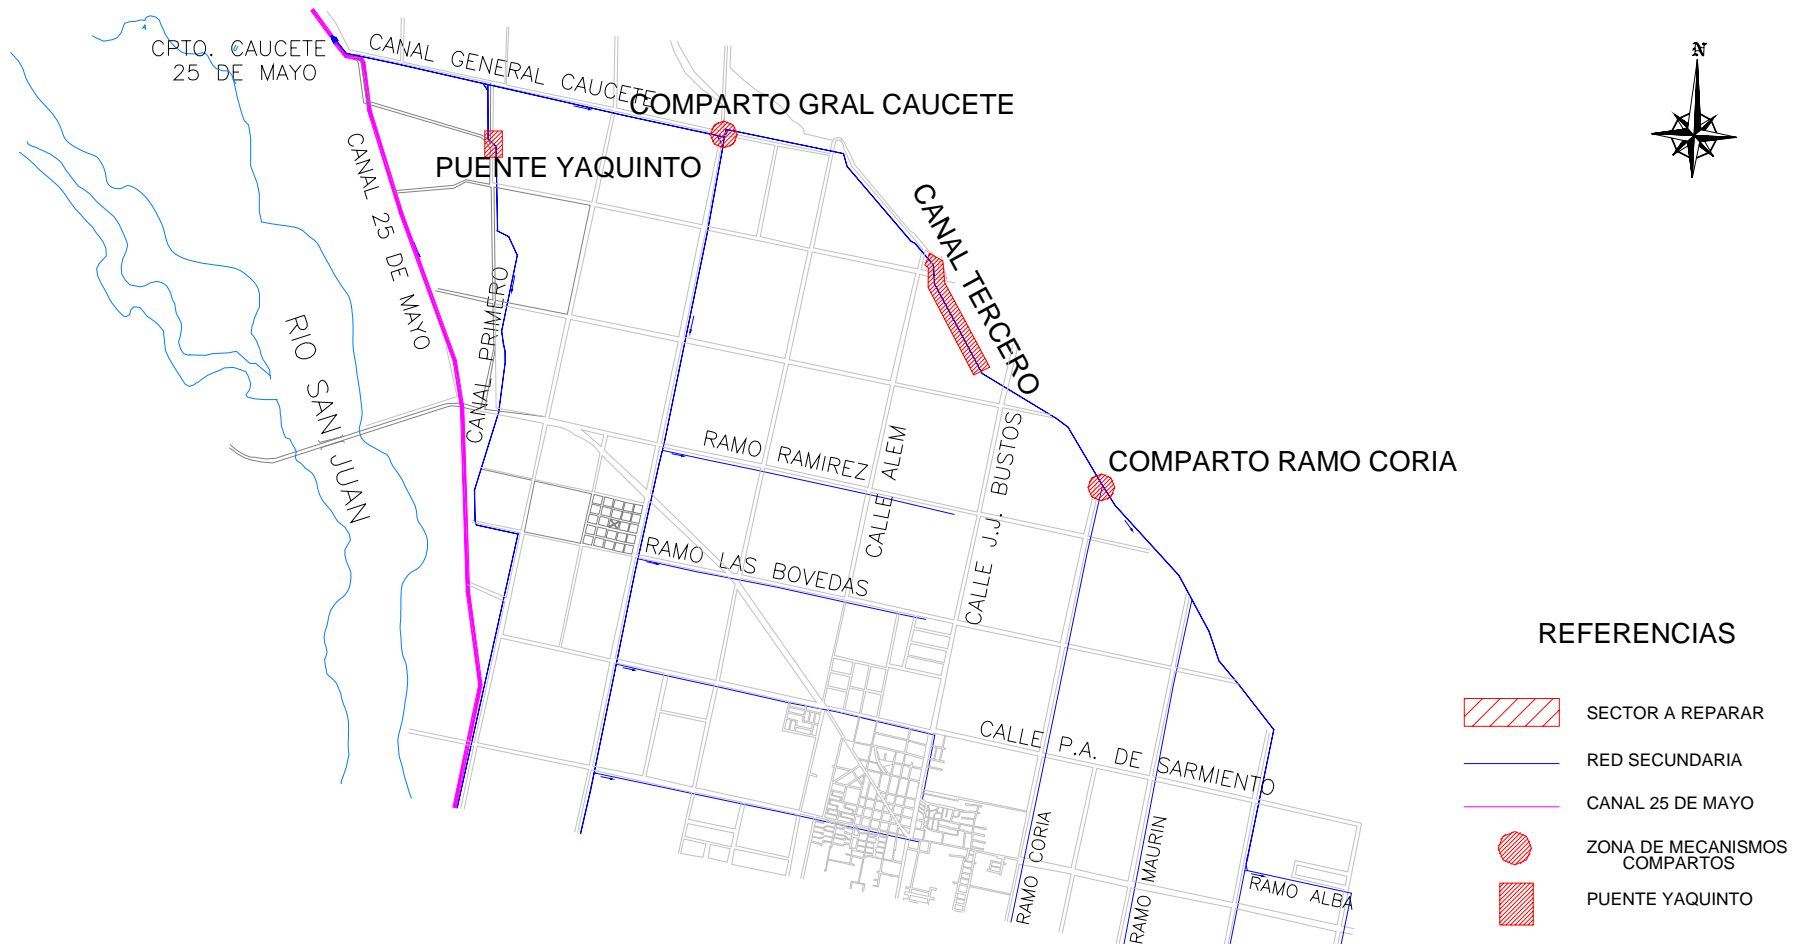 N
CPTO. CAUCETE
25 DE MAYO
CANAL GENERAL CAUCETE
COMPARTO GRAL CAUCETE
PUENTE YAQUINTO
CANAL 25 DE MAYO
CANAL TERCERO
CANAL PRIMERO
RIO SAN JUAN
RAMO RAMIREZ
CALLE ALEM
CALLE J.J. BUSTOS
COMPARTO RAMO CORIA
RAMO LAS BOVEDAS
CALLE P.A. DE SARMIENTO
RAMO CORIA
RAMO MAURIN
RAMO ALBA
REFERENCIAS
SECTOR A REPARAR
RED SECUNDARIA
CANAL 25 DE MAYO
ZONA DE MECANISMOS
COMPARTOS
PUENTE YAQUINTO